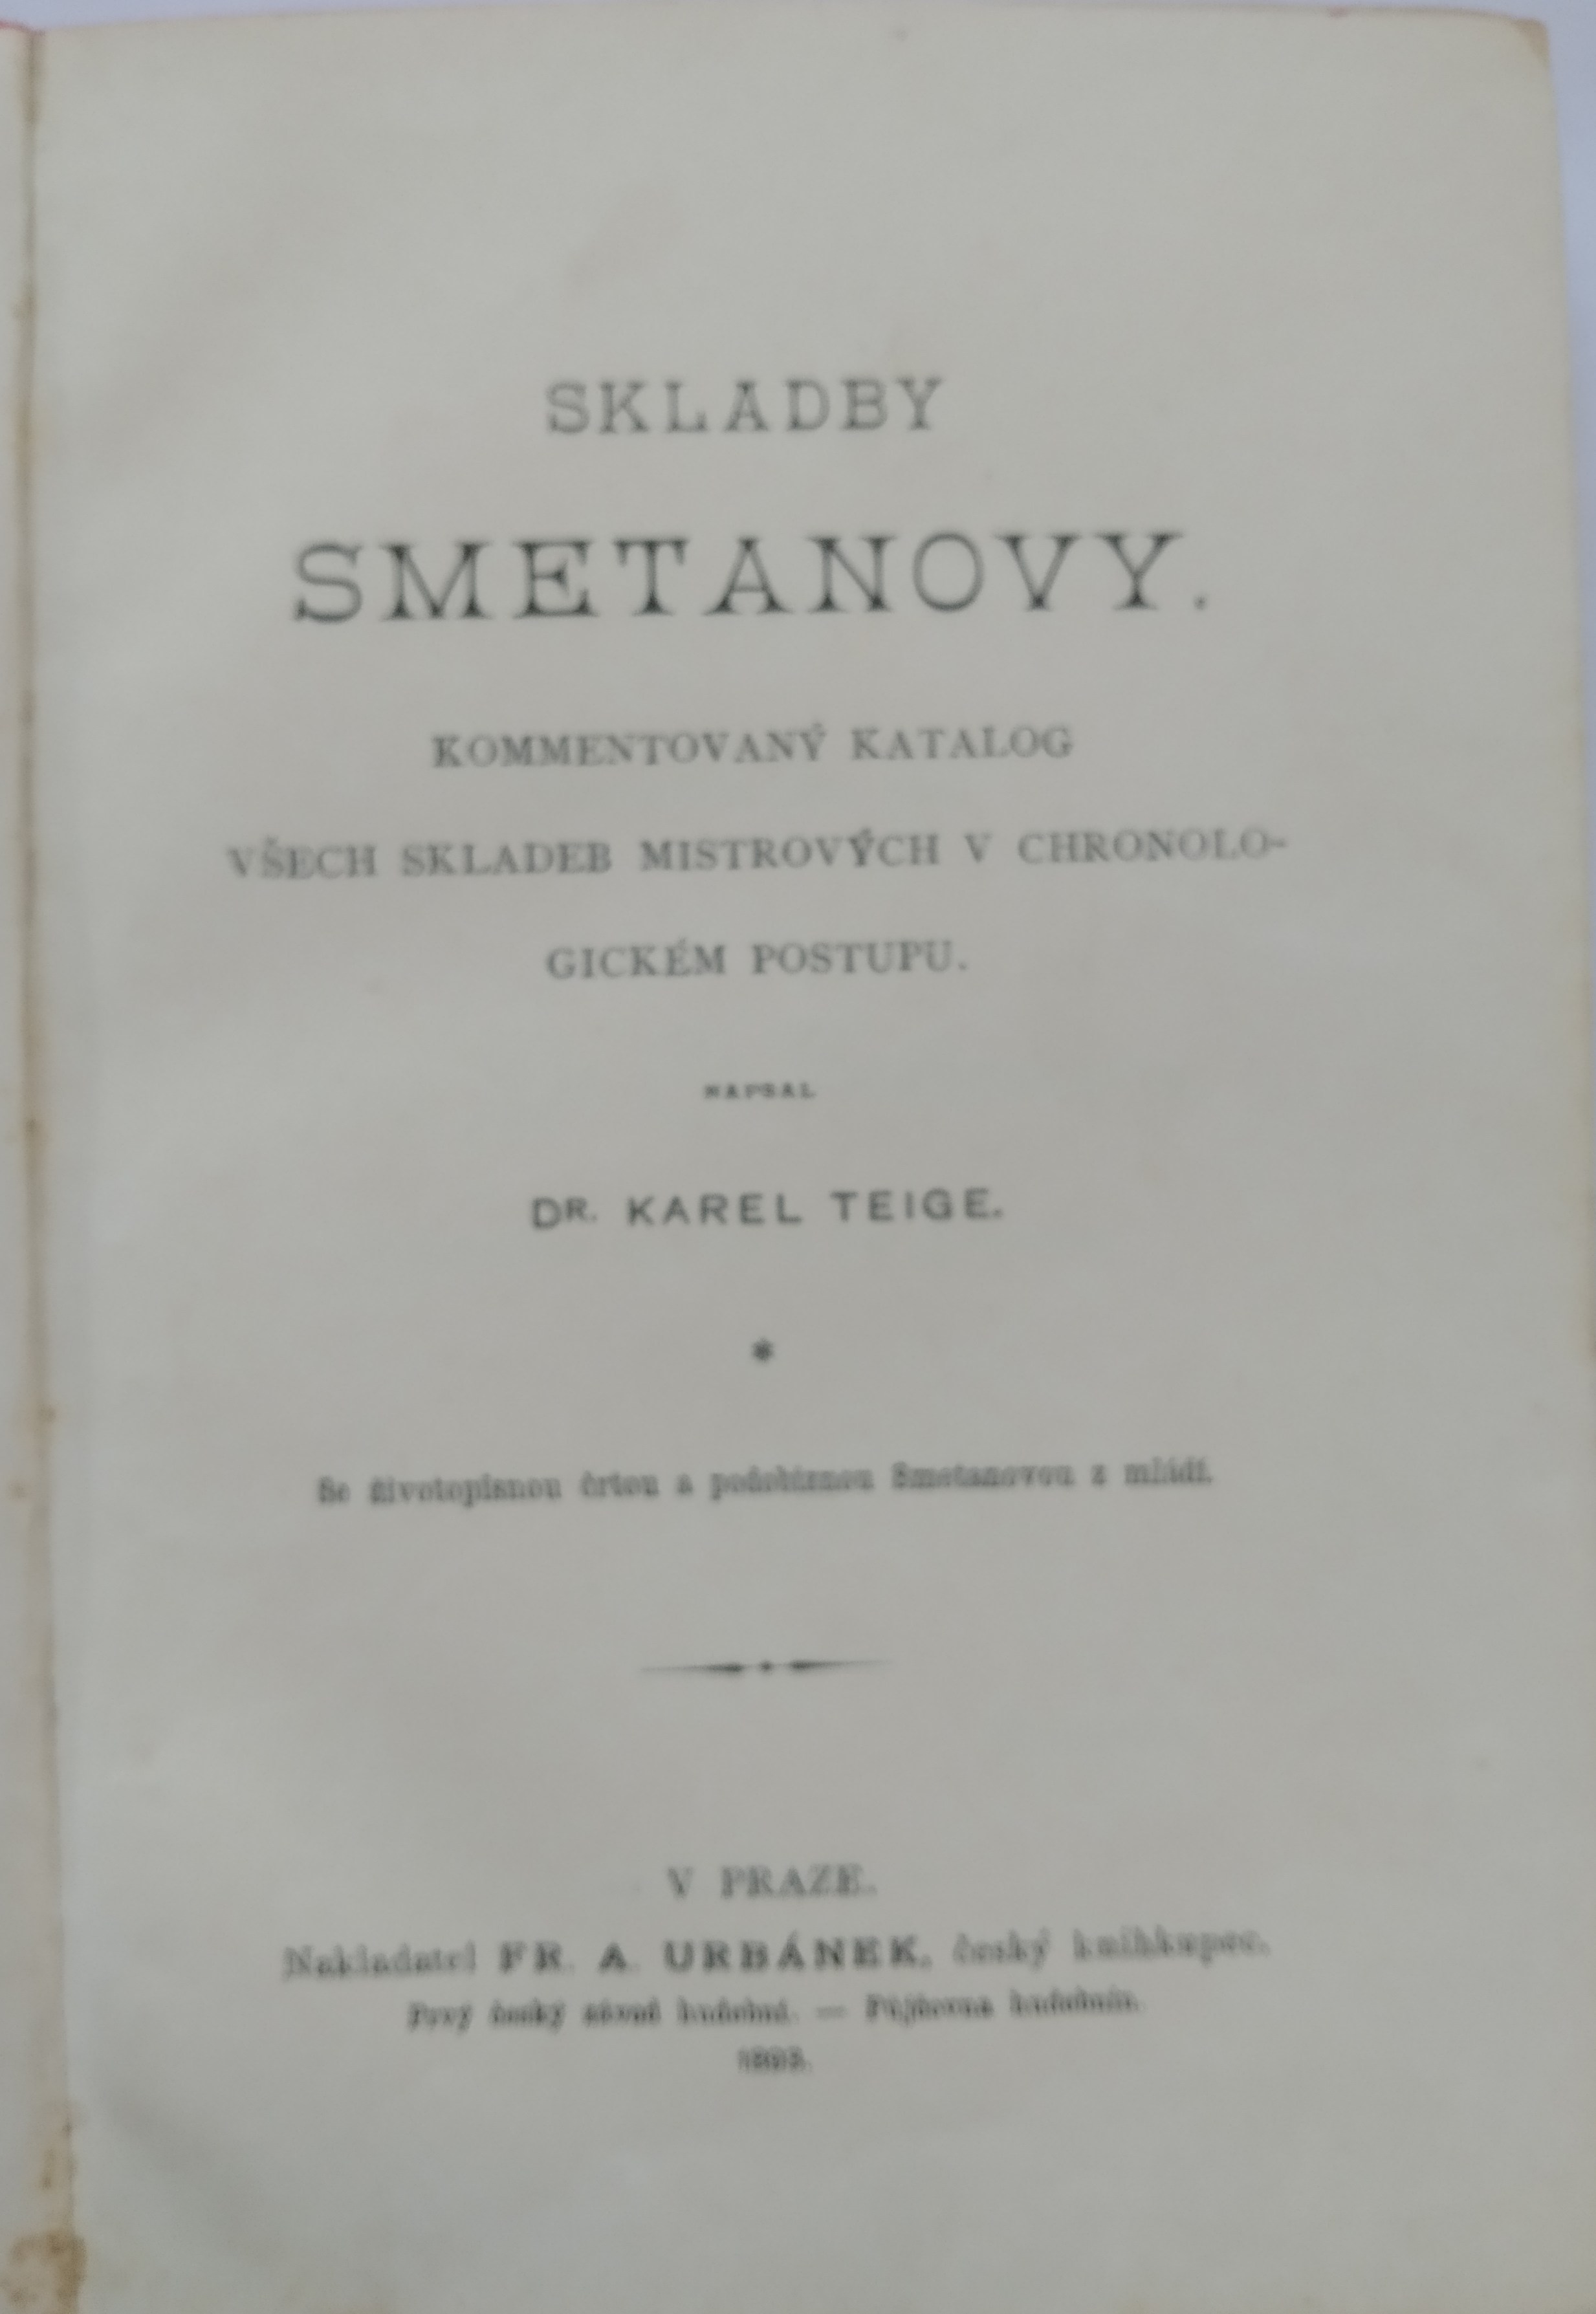 SKLADBY
SMETANOVY.
KOMMENTOVANÝ KATALOG
VŠECH SKLADEB MISTROVÝCH V CHRONOLO-
GICKÉM POSTUPU.
NAPSAL
DR. KAREL TEIGE.
*
Se životopisnou črtou a podobiznou Smetanovou z mládí.
V PRAZE.
Nakladatel FR. A. URBÁNEK, český knihkupec.
Prvý český závod hudební. — Půjčovna hudebnin.
1893.